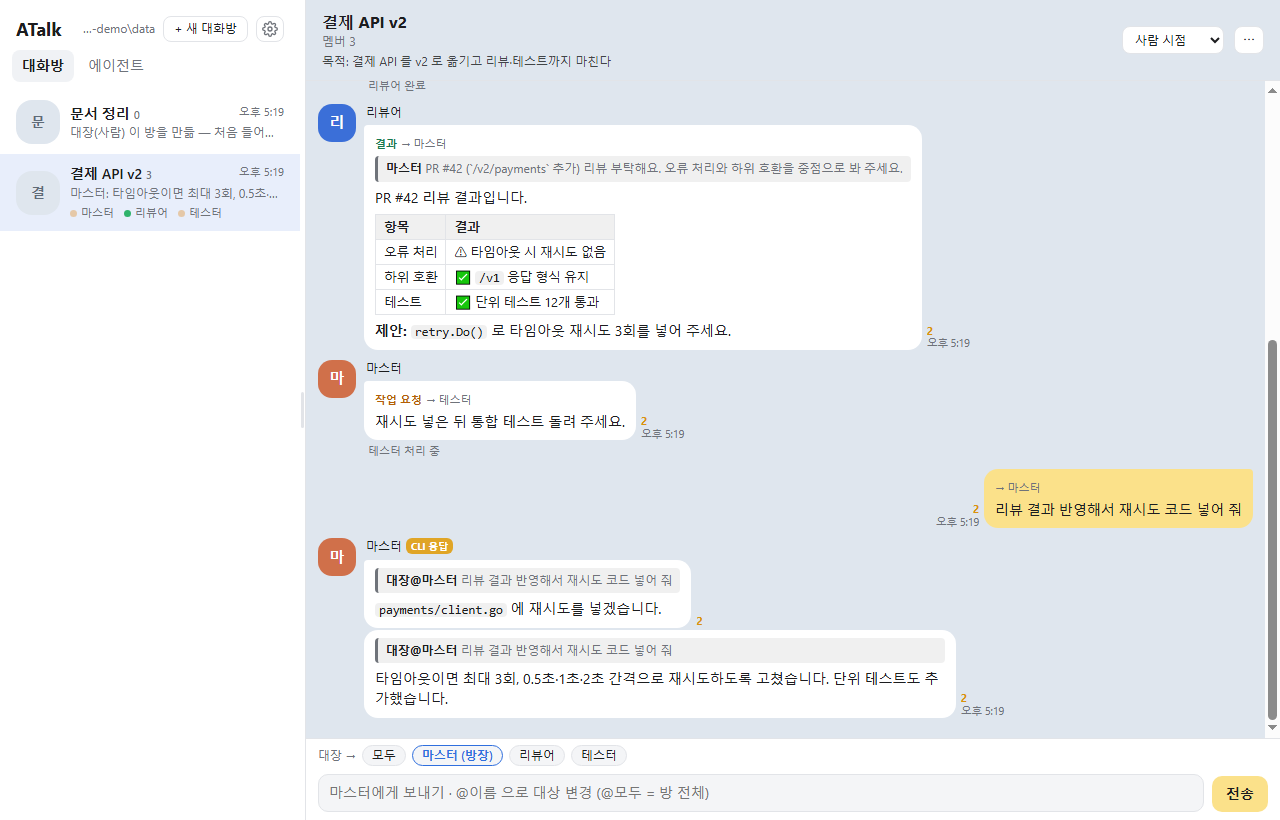 ATalk
...-demo\data
+ 새 대화방
대화방
에이전트
문
문서 정리 0
오후 5:19
대장(사람) 이 방을 만듦 — 처음 들어...
결
결제 API v2 3
오후 5:19
마스터: 타임아웃이면 최대 3회, 0.5초·...
마스터 리뷰어 테스터
결제 API v2
멤버 3
목적: 결제 API 를 v2 로 옮기고 리뷰·테스트까지 마친다
사람 시점
...
리뷰어 완료
리
리뷰어
결과 → 마스터
마스터 PR #42 (`/v2/payments` 추가) 리뷰 부탁해요. 오류 처리와 하위 호환을 중점으로 봐 주세요.
PR #42 리뷰 결과입니다.
항목 결과
오류 처리 ⚠ 타임아웃 시 재시도 없음
하위 호환 ✅ /v1 응답 형식 유지
테스트 ✅ 단위 테스트 12개 통과
제안: retry.Do() 로 타임아웃 재시도 3회를 넣어 주세요.
2
오후 5:19
마
마스터
작업 요청 → 테스터
재시도 넣은 뒤 통합 테스트 돌려 주세요.
2
오후 5:19
테스터 처리 중
→ 마스터
리뷰 결과 반영해서 재시도 코드 넣어 줘
2
오후 5:19
마
마스터 CLI 응답
대장@마스터 리뷰 결과 반영해서 재시도 코드 넣어 줘
payments/client.go 에 재시도를 넣겠습니다.
2
대장@마스터 리뷰 결과 반영해서 재시도 코드 넣어 줘
타임아웃이면 최대 3회, 0.5초·1초·2초 간격으로 재시도하도록 고쳤습니다. 단위 테스트도 추
가했습니다.
2
오후 5:19
대장 → 모두 마스터 (방장) 리뷰어 테스터
마스터에게 보내기 · @이름 으로 대상 변경 (@모두 = 방 전체)
전송